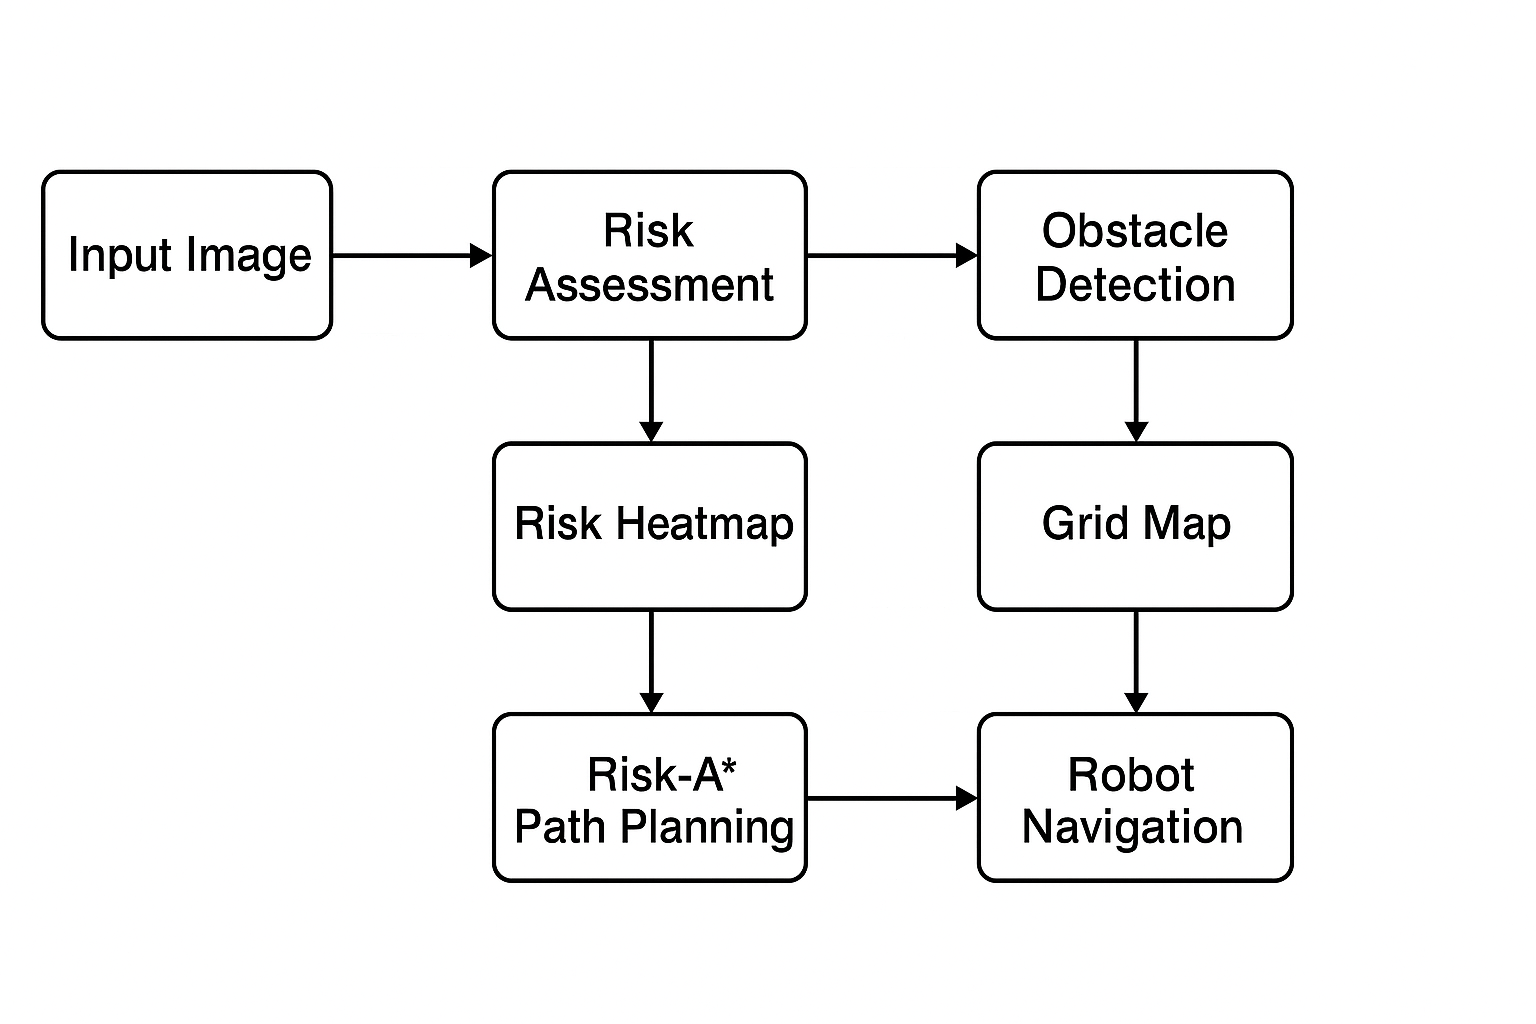 Input Image
Risk
Assessment
Obstacle
Detection
Risk Heatmap
Grid Map
Risk-A*
Path Planning
Robot
Navigation